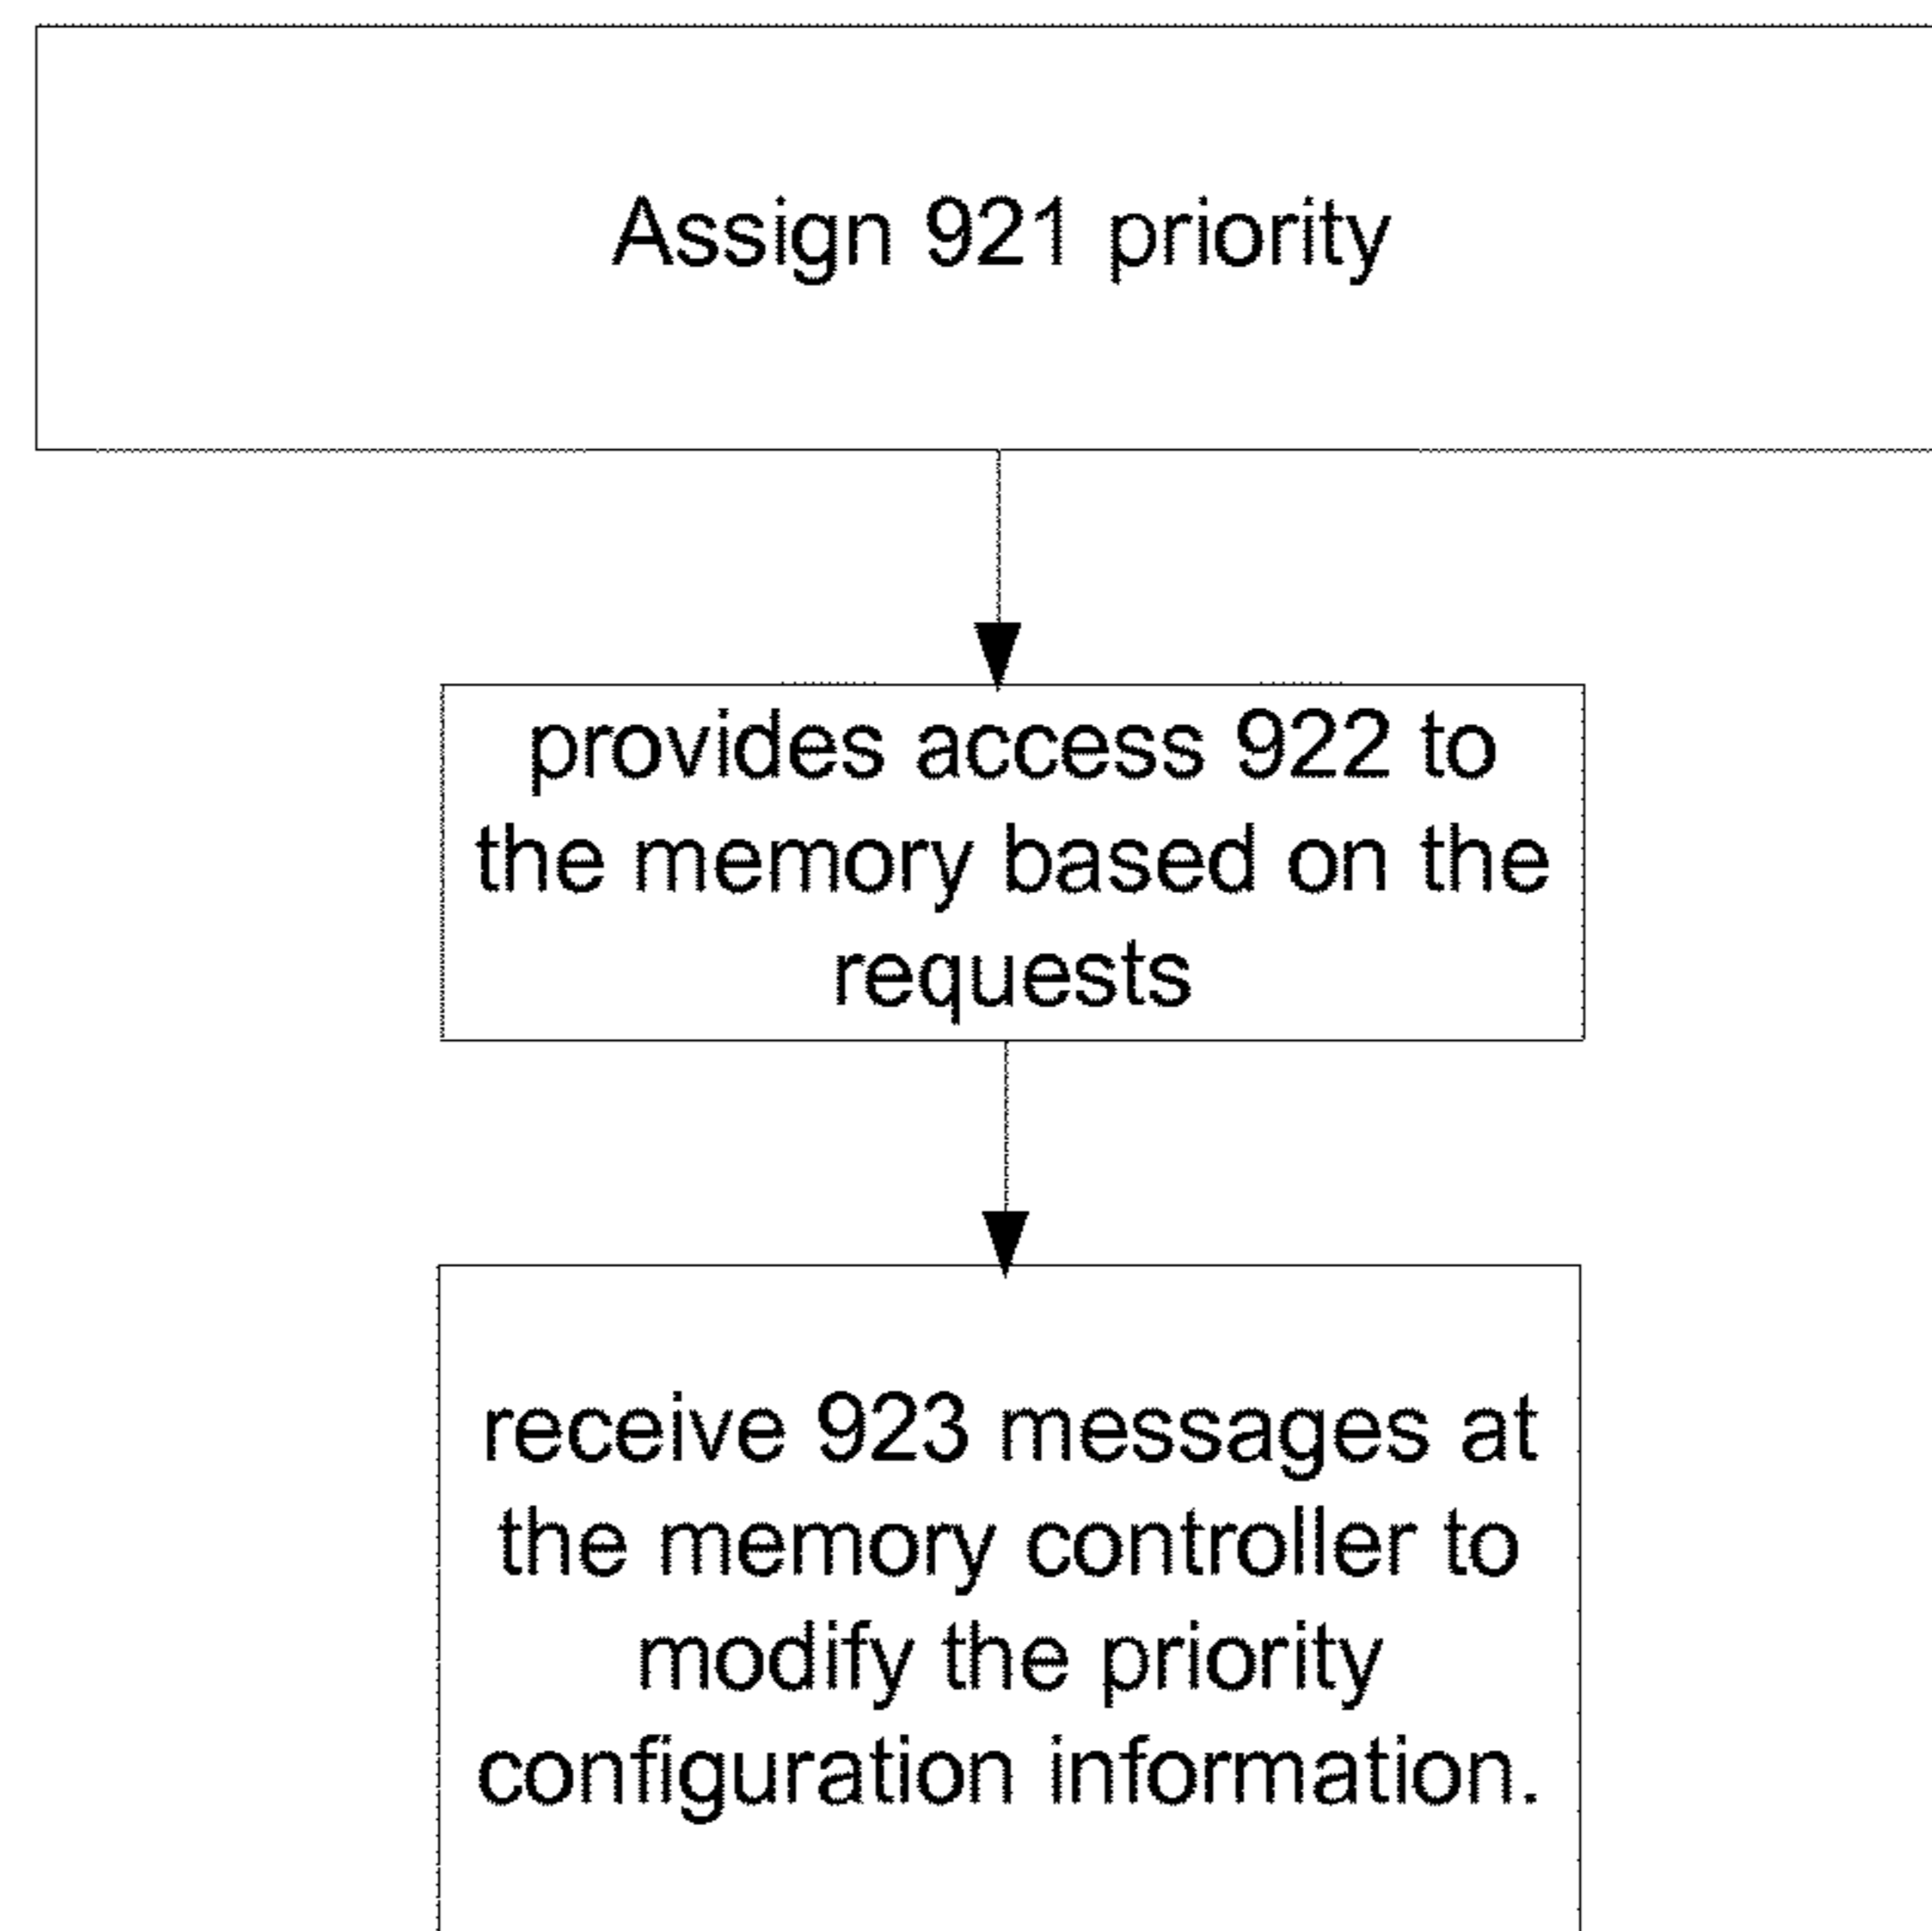 Assign 921 priority
provides access 922 to
the memory based on the
requests
receive 923 messages at
the memory controller to
modify the priority
configuration information.